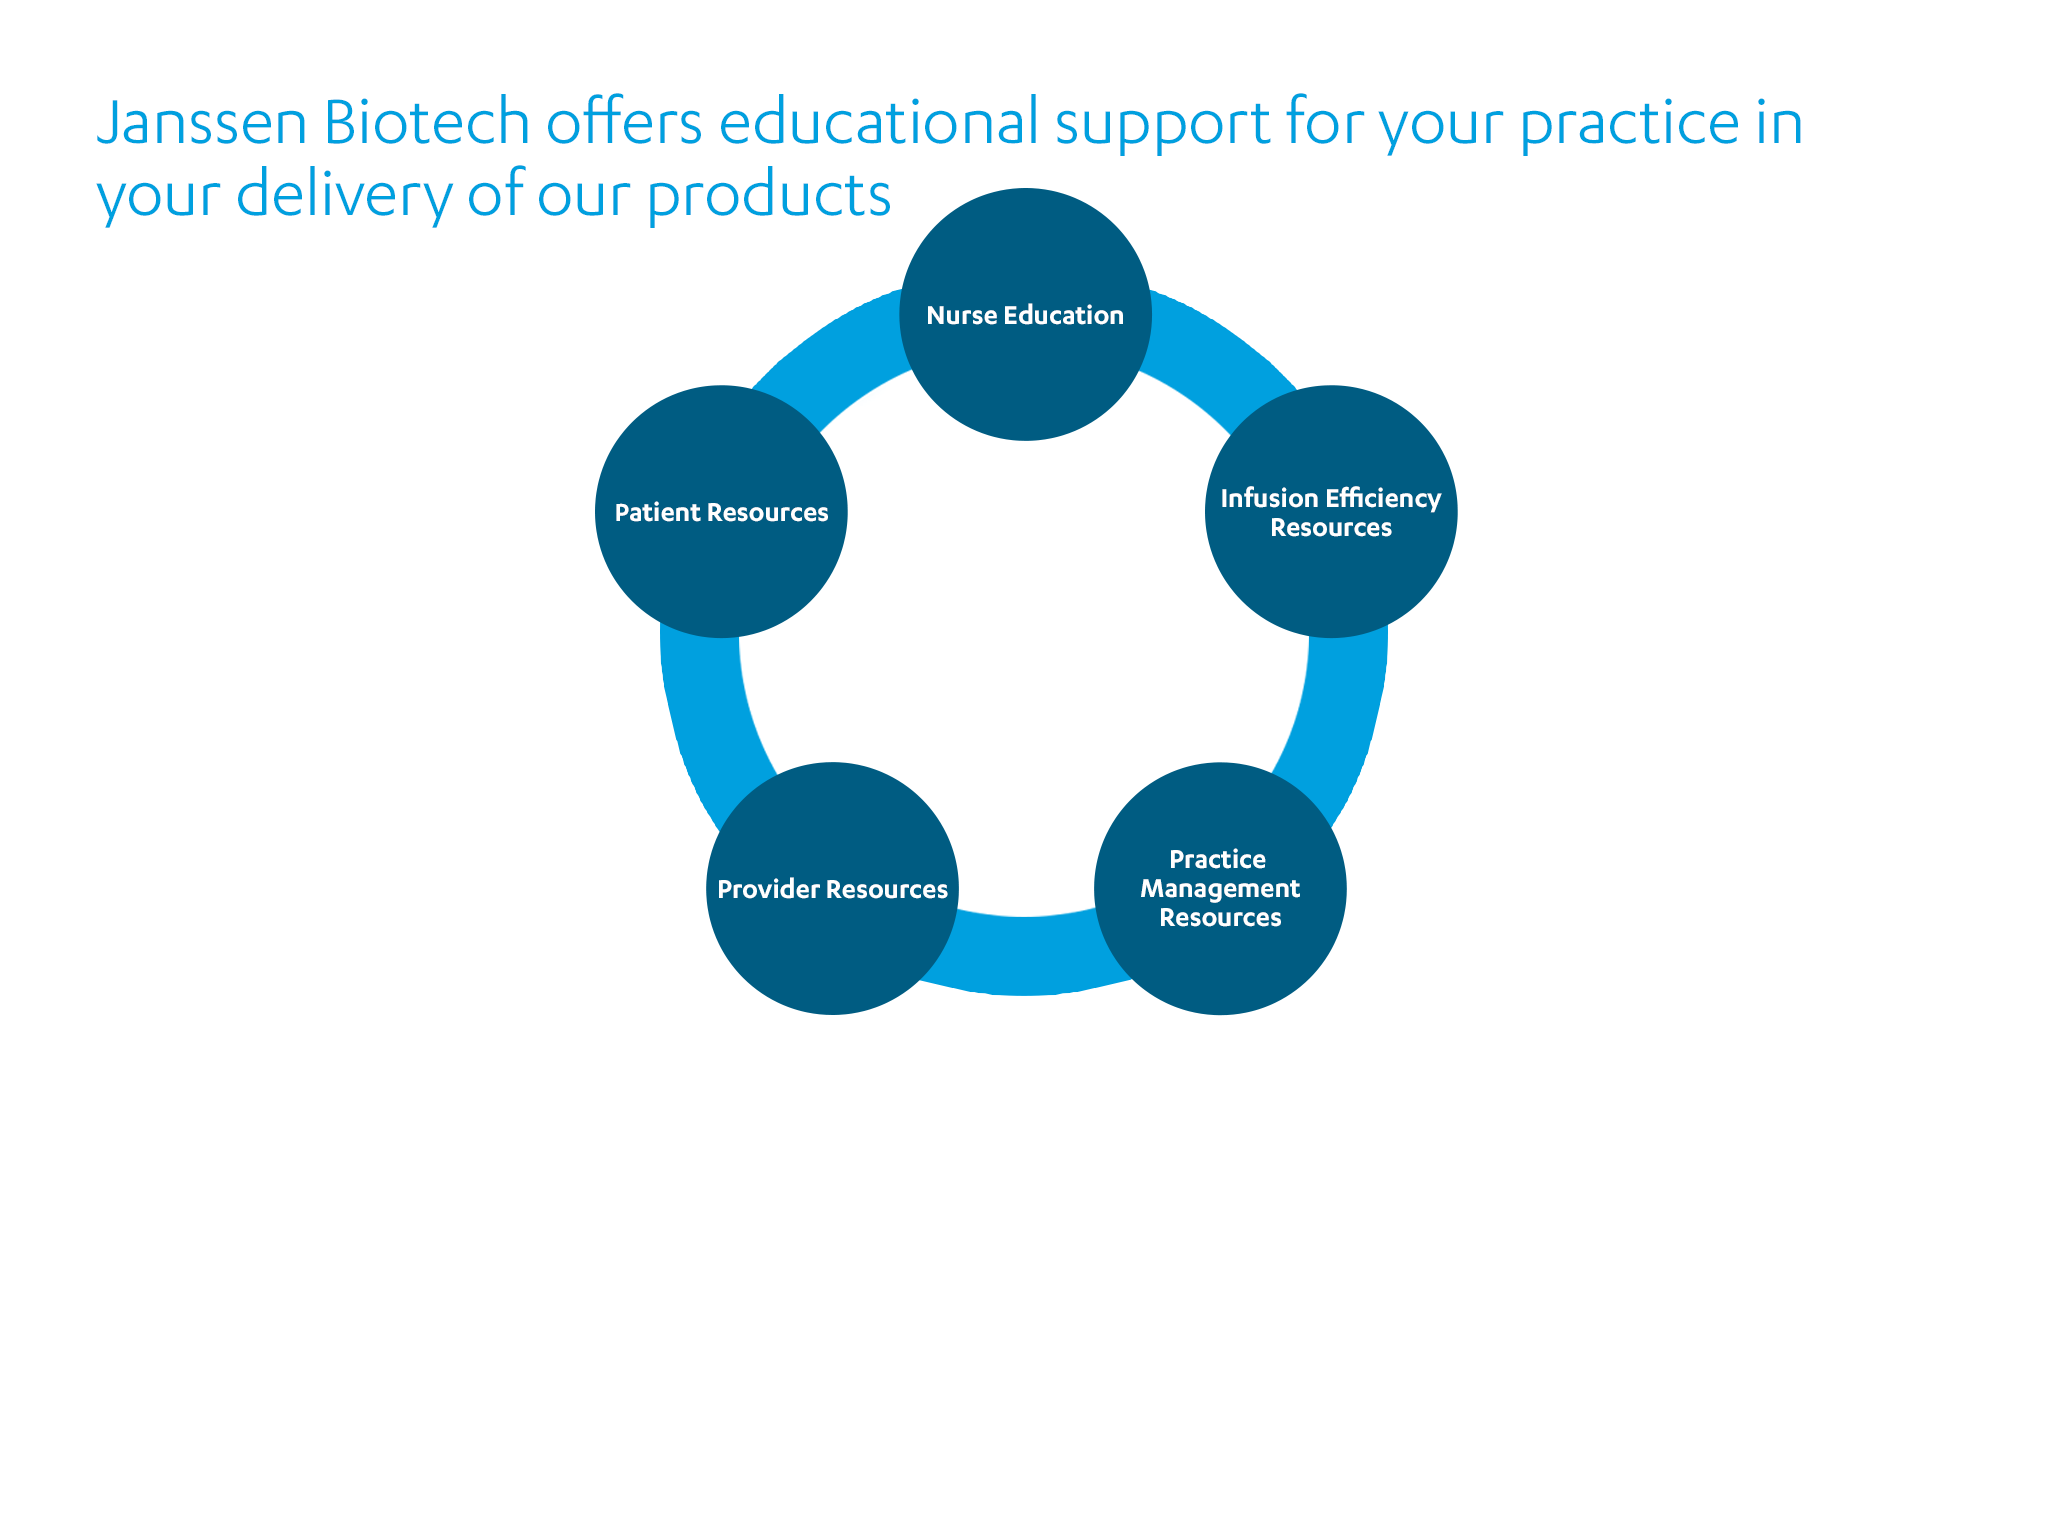 Janssen Biotech offers educational support for your practice in
your delivery of our products
Nurse Education
Patient Resources
Infusion Efficiency
Resources
Provider Resources
Practice
Management
Resources